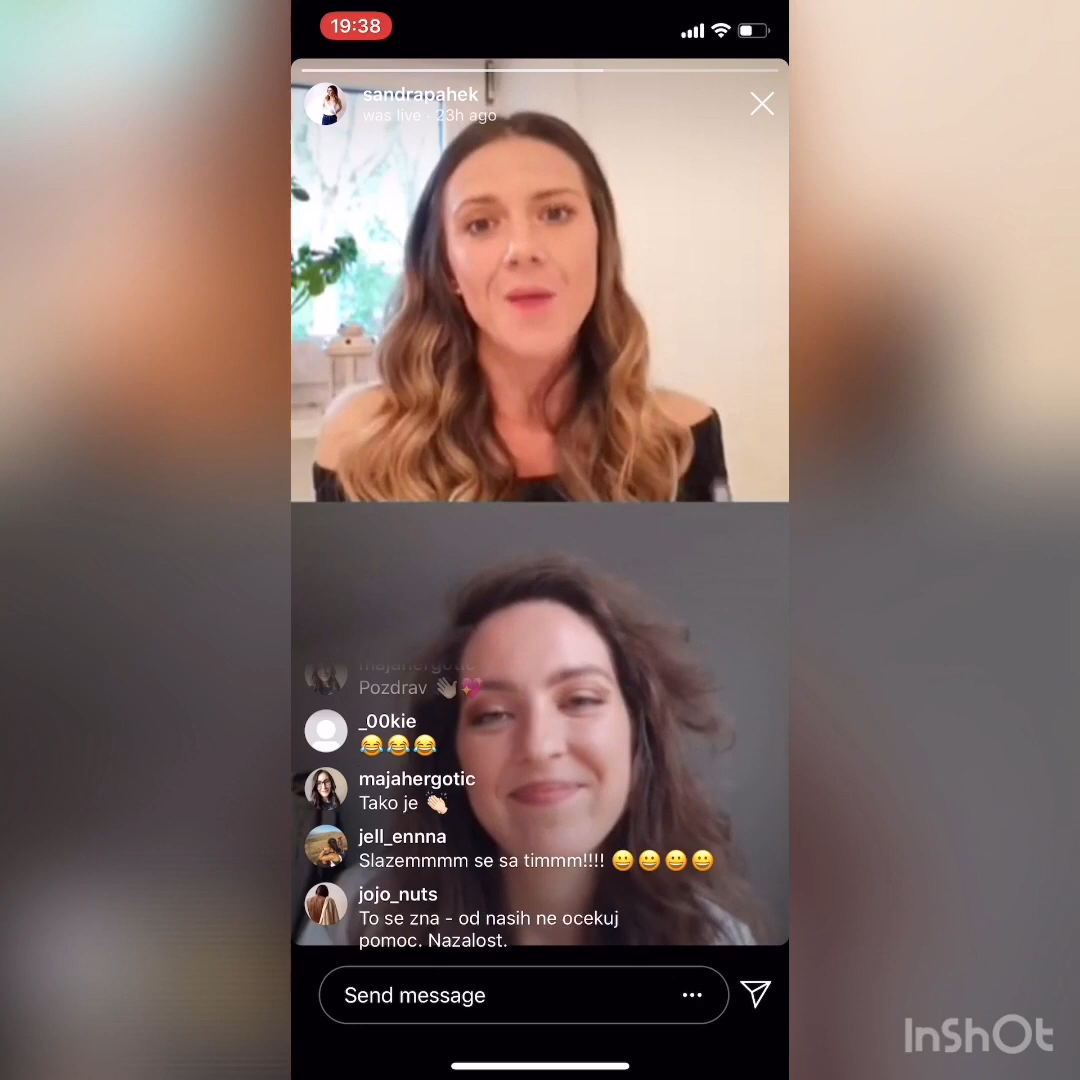 19:38
sandrapahek
was live · 23h ago
majahergotic
Pozdrav 👋🏻💖
_00kie
😂😂😂
majahergotic
Tako je 👏🏻
jell_ennna
Slazemmmm se sa timmm!!!! 😀😀😀😀
jojo_nuts
To se zna - od nasih ne ocekuj
pomoc. Nazalost.
Send message
InShOt